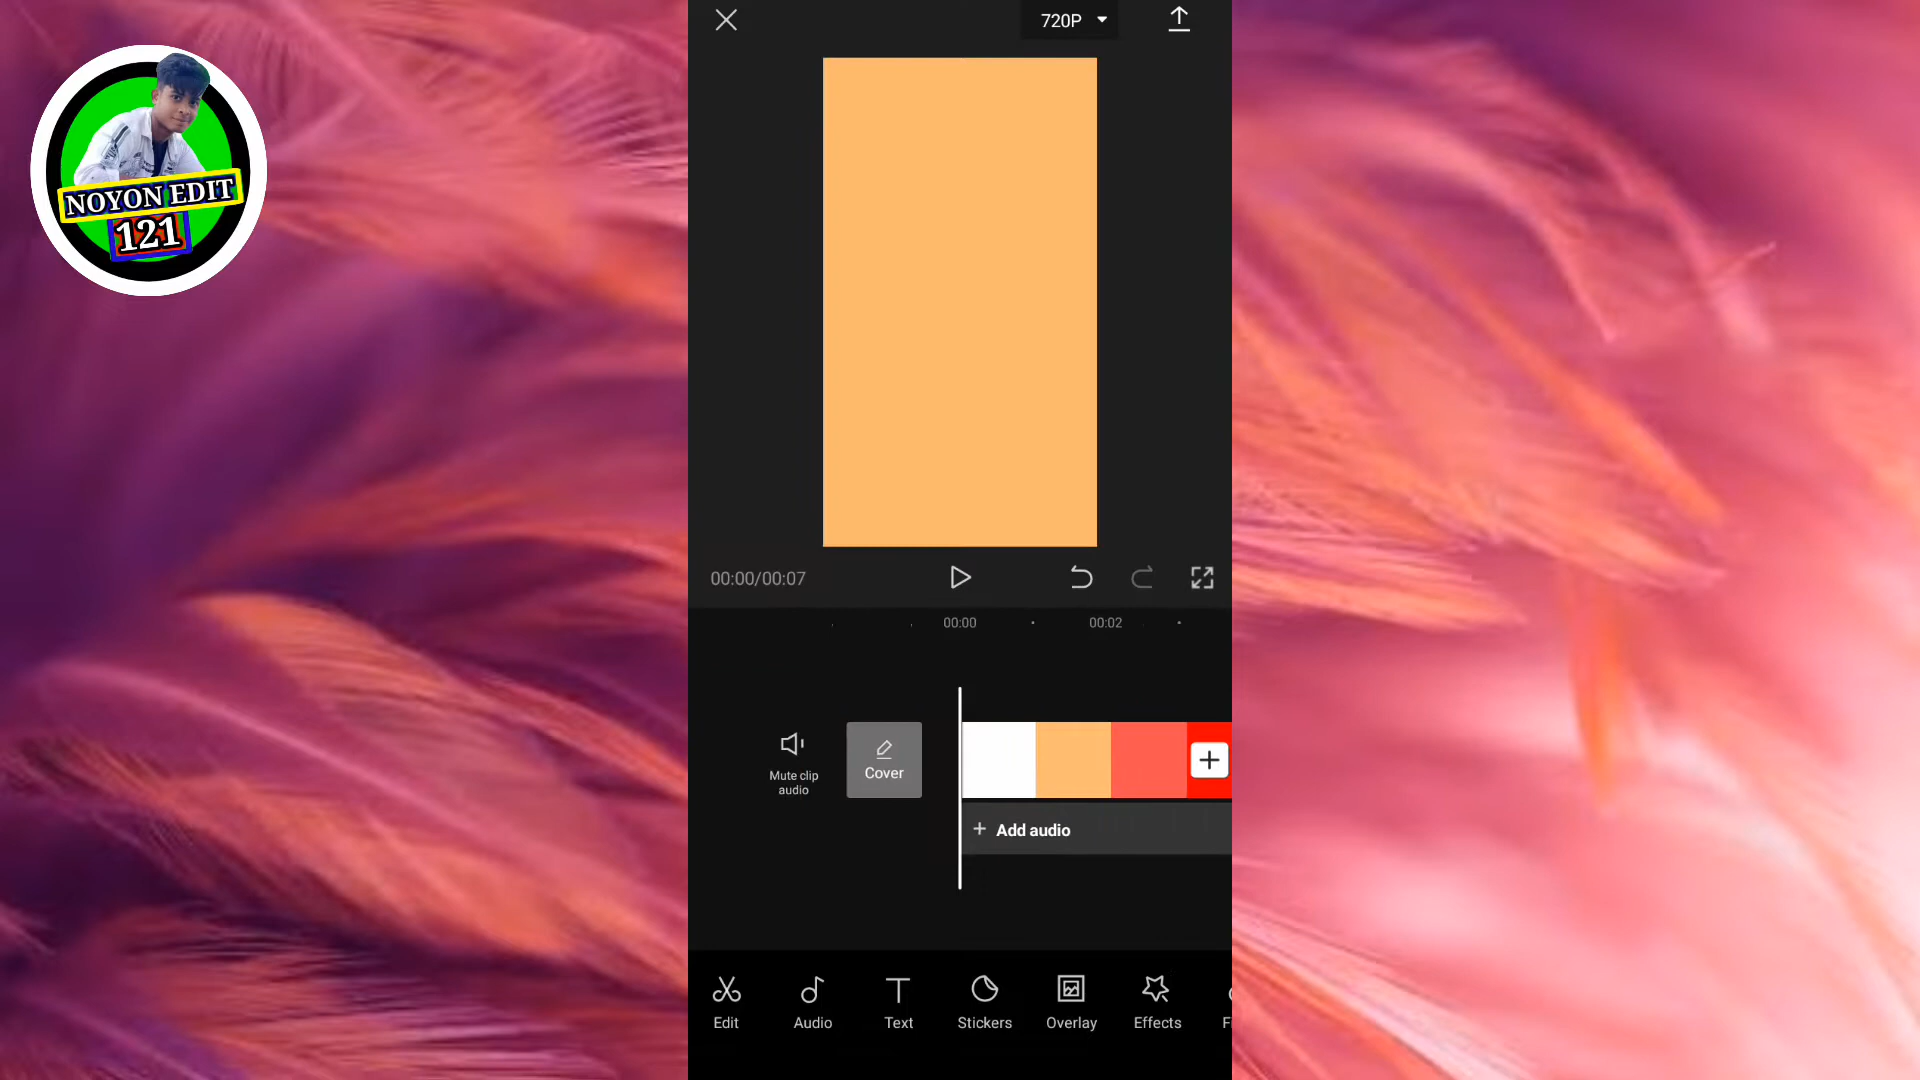 720P
NOYON EDIT
121
00:00/00:07
00:00
00:02
Mute clip
audio
Cover
+ Add audio
Edit
Audio
Text
Stickers
Overlay
Effects